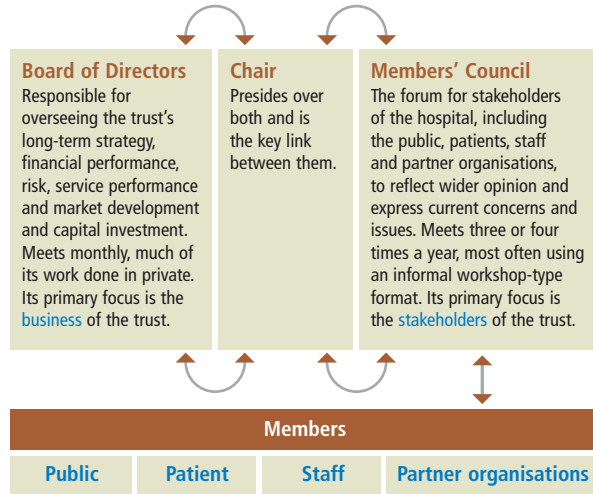 Board of Directors
Responsible for
overseeing the trust's
long-term strategy,
financial performance,
risk, service performance
and market development
and capital investment.
Meets monthly, much of
its work done in private.
Its primary focus is the
business of the trust.
Chair
Presides over
both and is
the key link
between them.
Members' Council
The forum for stakeholders
of the hospital, including
the public, patients, staff
and partner organisations,
to reflect wider opinion and
express current concerns and
issues. Meets three or four
times a year, most often using
an informal workshop-type
format. Its primary focus is
the stakeholders of the trust.
Members
Public
Patient
Staff
Partner organisations